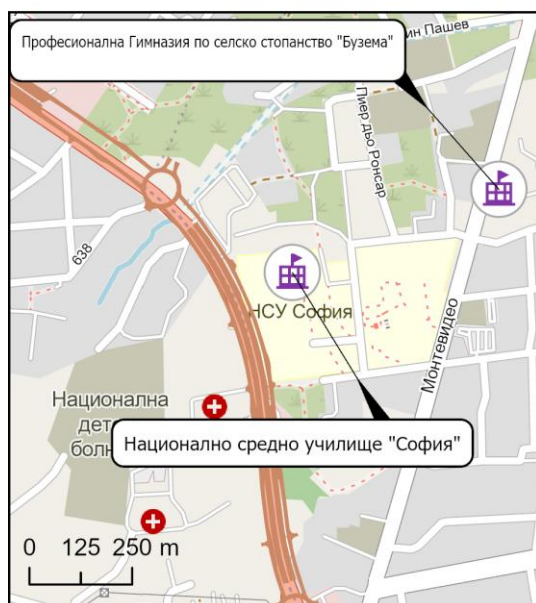 Професионална Гимназия по селско стопанство "Бузема"
ин Пашев
Пиер дьо Ронсар
638
НСУ София
Монтевидео
Национална
дет
бол
Национално средно училище "София"
0 125 250 m